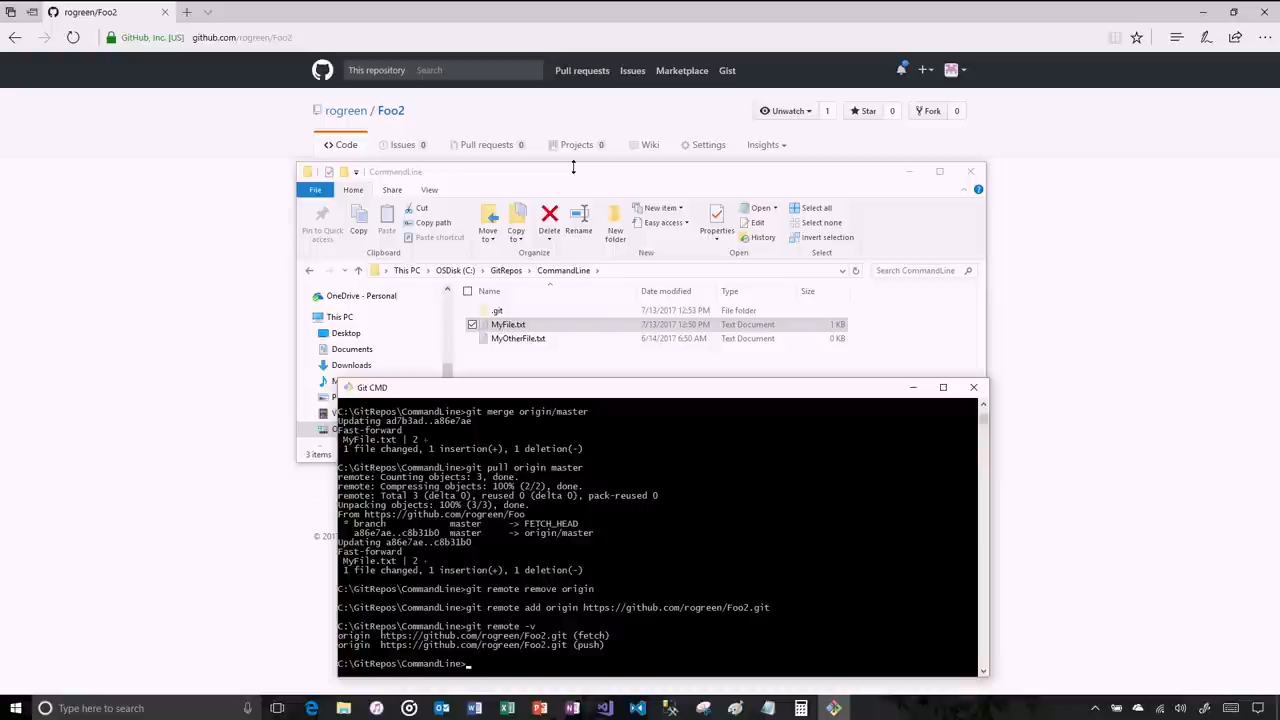 rogreen/Foo2
GitHub, Inc. [US] github.com/rogreen/Foo2
This repository Search Pull requests Issues Marketplace Gist
rogreen / Foo2 Unwatch 1 Star 0 Fork 0
Code Issues 0 Pull requests 0 Projects 0 Wiki Settings Insights
CommandLine
File Home Share View
Pin to Quick access Copy Paste Cut Copy path Paste shortcut Move to Copy to Delete Rename New folder New item Easy access Properties Open Edit History Select all Select none Invert selection
Clipboard Organize New Open Select
This PC OSDisk (C:) GitRepos CommandLine Search CommandLine
Name Date modified Type Size
OneDrive - Personal
This PC
Desktop
Documents
Downloads
.git 7/13/2017 12:53 PM File folder
MyFile.txt 7/13/2017 12:50 PM Text Document 1 KB
MyOtherFile.txt 6/14/2017 6:50 AM Text Document 0 KB
3 items
© 201
Git CMD
C:\GitRepos\CommandLine>git merge origin/master
Updating ad7b3ad..a86e7ae
Fast-forward
MyFile.txt | 2 +
1 file changed, 1 insertion(+), 1 deletion(-)
C:\GitRepos\CommandLine>git pull origin master
remote: Counting objects: 3, done.
remote: Compressing objects: 100% (2/2), done.
remote: Total 3 (delta 0), reused 0 (delta 0), pack-reused 0
Unpacking objects: 100% (3/3), done.
From https://github.com/rogreen/Foo
* branch master -> FETCH_HEAD
a86e7ae..c8b31b0 master -> origin/master
Updating a86e7ae..c8b31b0
Fast-forward
MyFile.txt | 2 +
1 file changed, 1 insertion(+), 1 deletion(-)
C:\GitRepos\CommandLine>git remote remove origin
C:\GitRepos\CommandLine>git remote add origin https://github.com/rogreen/Foo2.git
C:\GitRepos\CommandLine>git remote -v
origin https://github.com/rogreen/Foo2.git (fetch)
origin https://github.com/rogreen/Foo2.git (push)
C:\GitRepos\CommandLine>
Type here to search